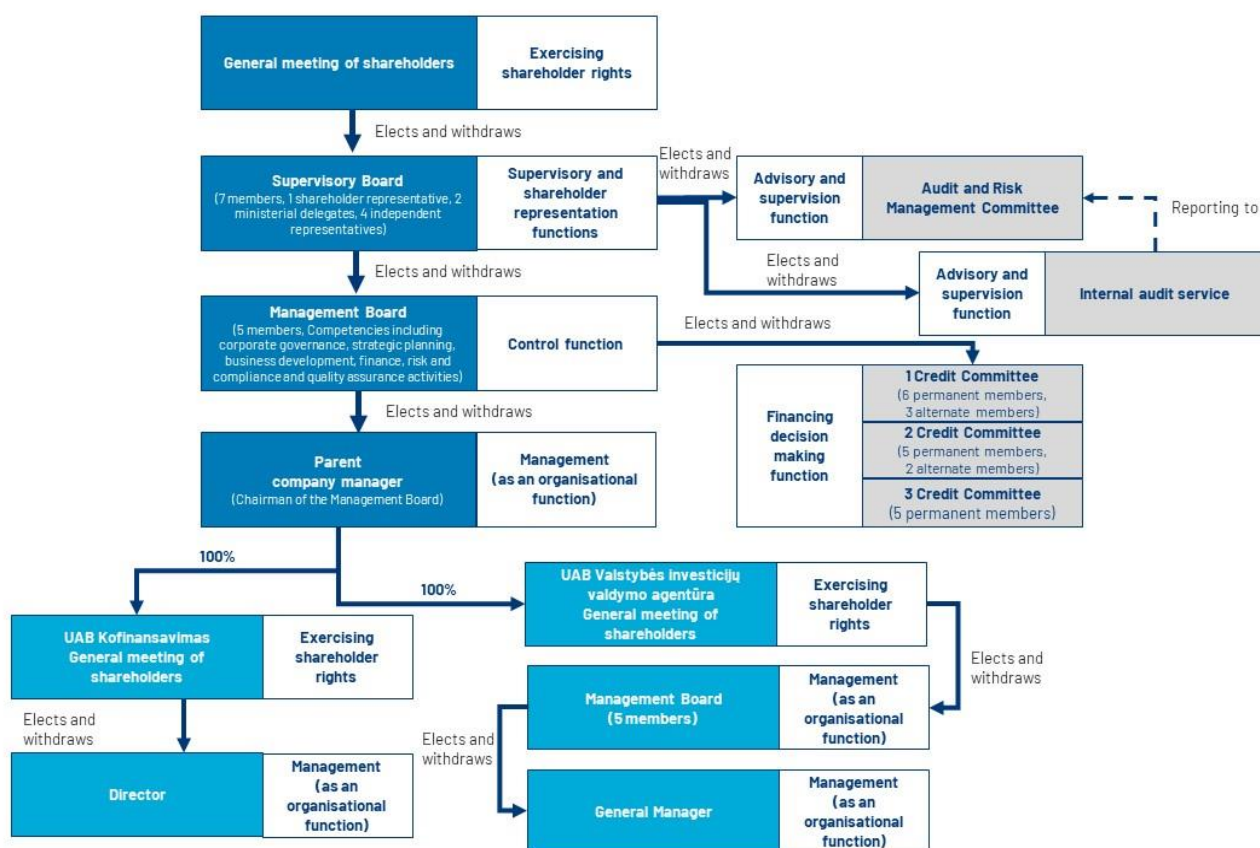 General meeting of shareholders
Exercising
shareholder rights
Elects and withdraws
Supervisory Board
(7 members, 1 shareholder representative, 2
ministerial delegates, 4 independent
representatives)
Supervisory and
shareholder
representation
functions
Elects and
withdraws
Advisory and
supervision
function
Audit and Risk
Management Committee
Reporting to
Elects and withdraws
Elects and
withdraws
Advisory and
supervision
function
Internal audit service
Management Board
(5 members, Competencies including
corporate governance, strategic planning,
business development, finance, risk and
compliance and quality assurance activities)
Control function
Elects and withdraws
Financing
decision
making
function
1 Credit Committee
(6 permanent members,
3 alternate members)
2 Credit Committee
(5 permanent members,
2 alternate members)
3 Credit Committee
(5 permanent members)
Elects and withdraws
Parent
company manager
(Chairman of the Management Board)
Management
(as an organisational
function)
100%
100%
UAB Kofinansavimas
General meeting of
shareholders
Exercising
shareholder
rights
Elects and
withdraws
Director
Management
(as an
organisational
function)
UAB Valstybės investicijų
valdymo agentūra
General meeting of
shareholders
Exercising
shareholder
rights
Elects and
withdraws
Management Board
(5 members)
Management
(as an
organisational
function)
Elects and
withdraws
General Manager
Management
(as an
organisational
function)